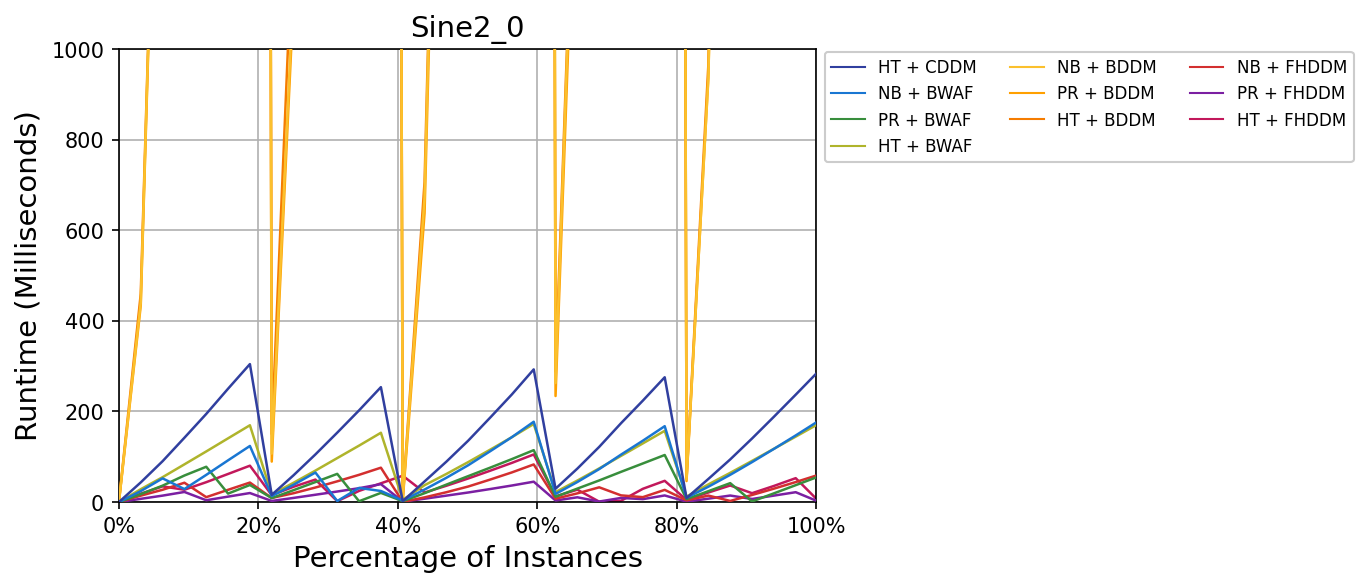 Sine2_0
Runtime (Milliseconds)
1000
800
600
400
200
0
0%
20%
40%
60%
80%
100%
Percentage of Instances
HT + CDDM
NB + BWAF
PR + BWAF
HT + BWAF
NB + BDDM
PR + BDDM
HT + BDDM
NB + FHDDM
PR + FHDDM
HT + FHDDM